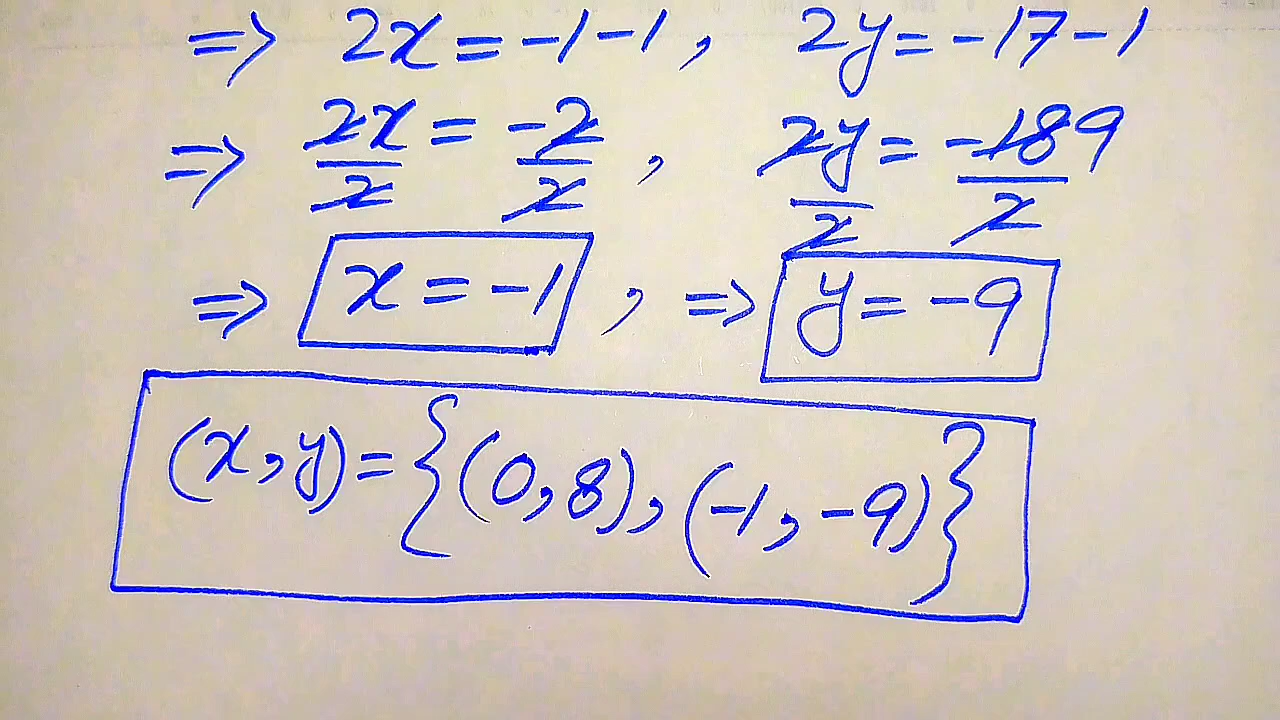 => 2x = -1-1, 2y = -17-1
=> 2x/2 = -2/2, 2y/2 = -18/2 9
=> x = -1, => y = -9
(x,y) = {(0,8), (-1,-9)}